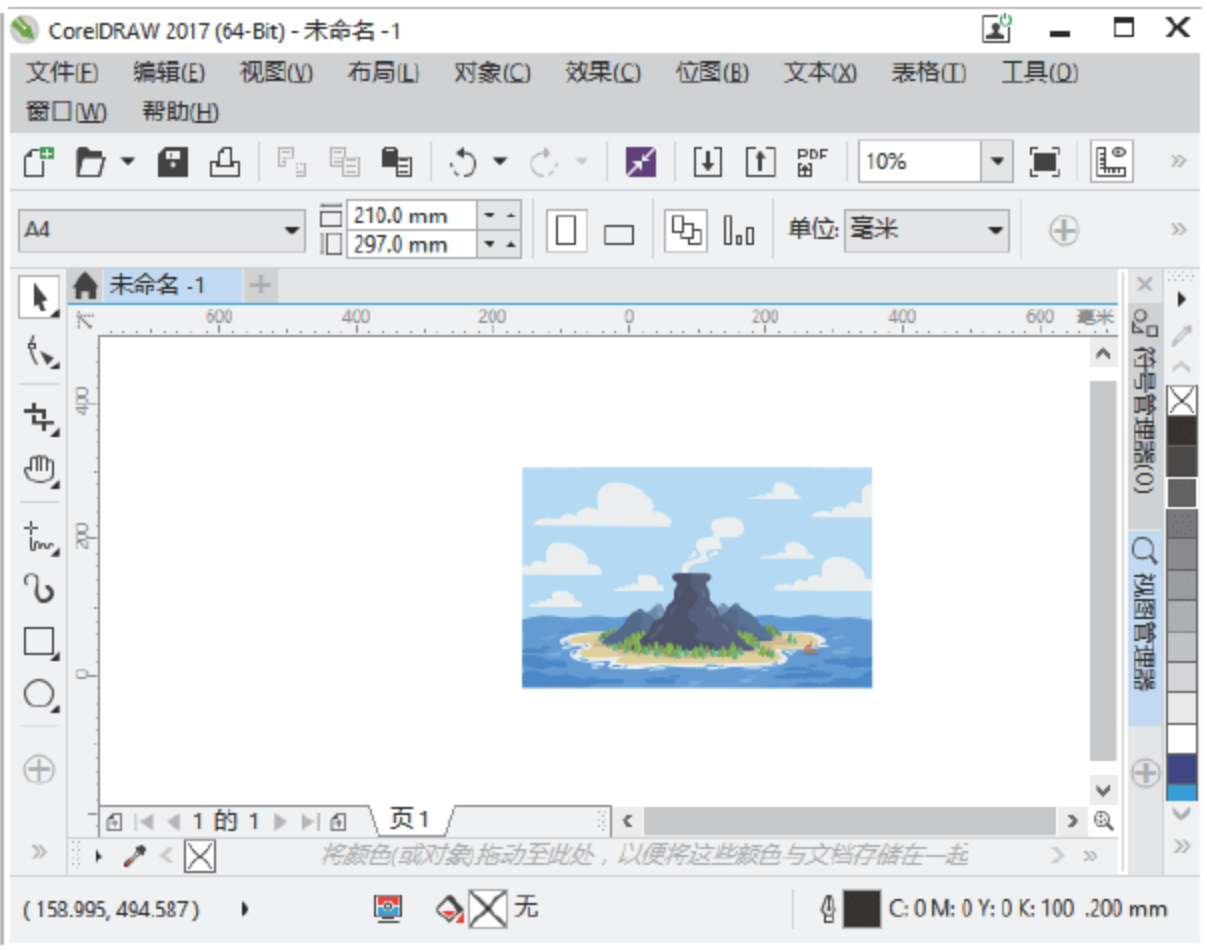 CorelDRAW 2017 (64-Bit) - 未命名 -1
文件(F) 编辑(E) 视图(V) 布局(L) 对象(C) 效果(C) 位图(B) 文本(X) 表格(T) 工具(O)
窗口(W) 帮助(H)
PDF 10%
A4 210.0 mm 单位: 毫米
297.0 mm
未命名 -1
600 400 200 0 200 400 600 毫米
符号管理器(O)
400
200
视图管理器
0
1 的 1 页 1
将颜色(或对象)拖动至此处，以便将这些颜色与文档存储在一起
( 158.995, 494.587 ) 无 C: 0 M: 0 Y: 0 K: 100 .200 mm